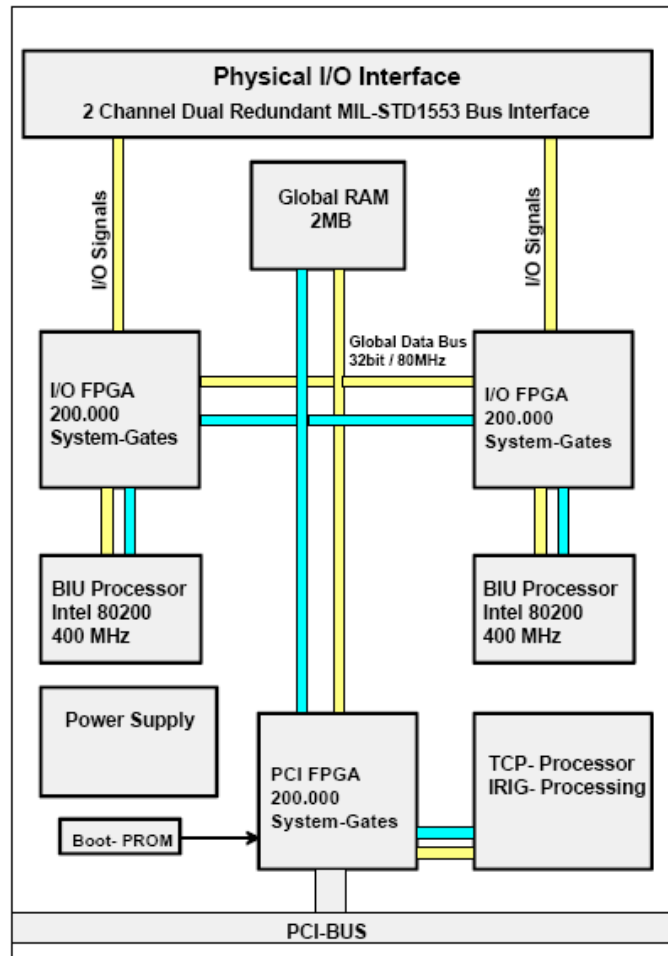 Physical I/O Interface
2 Channel Dual Redundant MIL-STD1553 Bus Interface
I/O Signals
I/O Signals
Global RAM
2MB
Global Data Bus
32bit / 80MHz
I/O FPGA
200.000
System-Gates
I/O FPGA
200.000
System-Gates
BIU Processor
Intel 80200
400 MHz
BIU Processor
Intel 80200
400 MHz
Power Supply
PCI FPGA
200.000
System-Gates
TCP- Processor
IRIG- Processing
Boot- PROM
PCI-BUS